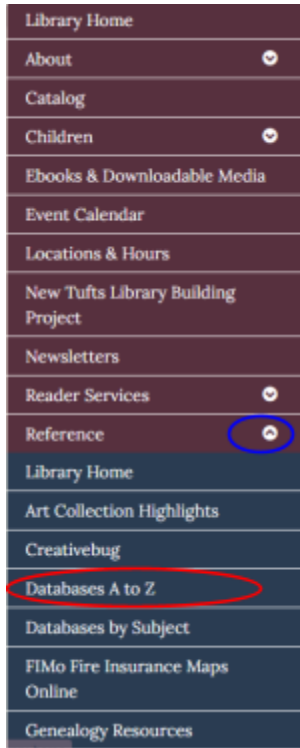 Library Home
About
Catalog
Children
Ebooks & Downloadable Media
Event Calendar
Locations & Hours
New Tufts Library Building
Project
Newsletters
Reader Services
Reference
Library Home
Art Collection Highlights
Creativebug
Databases A to Z
Databases by Subject
FIMo Fire Insurance Maps
Online
Genealogy Resources